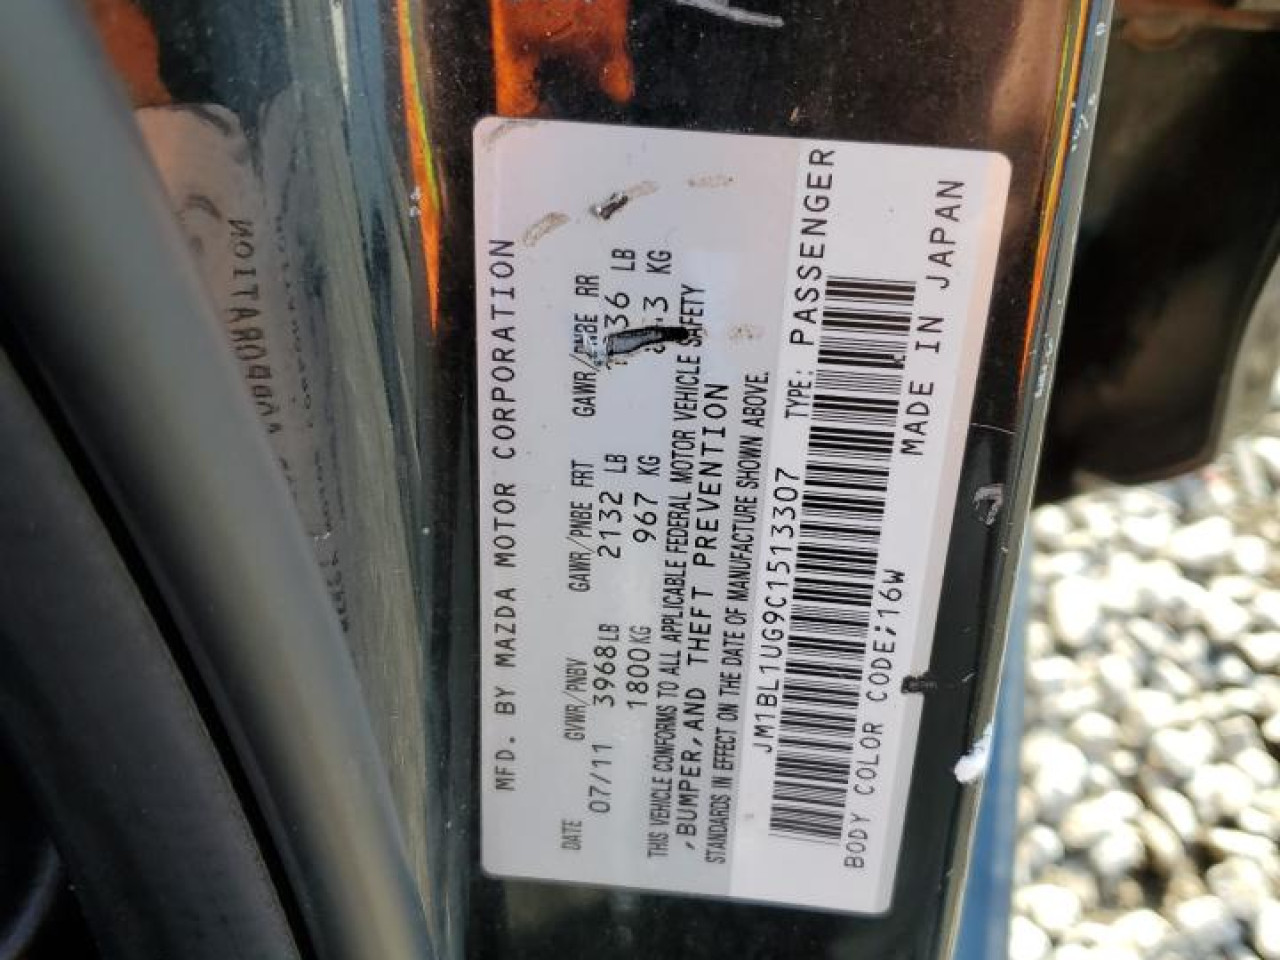 MFD. BY MAZDA MOTOR CORPORATION
DATE GVWR/PNBV GAWR/PNBE FRT GAWR/PNBE RR
07/11 3968LB 2132 LB LB
1800KG 967 KG KG
THIS VEHICLE CONFORMS TO ALL APPLICABLE FEDERAL MOTOR VEHICLE SAFETY
,BUMPER, AND THEFT PREVENTION
STANDARDS IN EFFECT ON THE DATE OF MANUFACTURE SHOWN ABOVE.
JM1BL1UG9C1513307 TYPE: PASSENGER
BODY COLOR CODE;16W MADE IN JAPAN